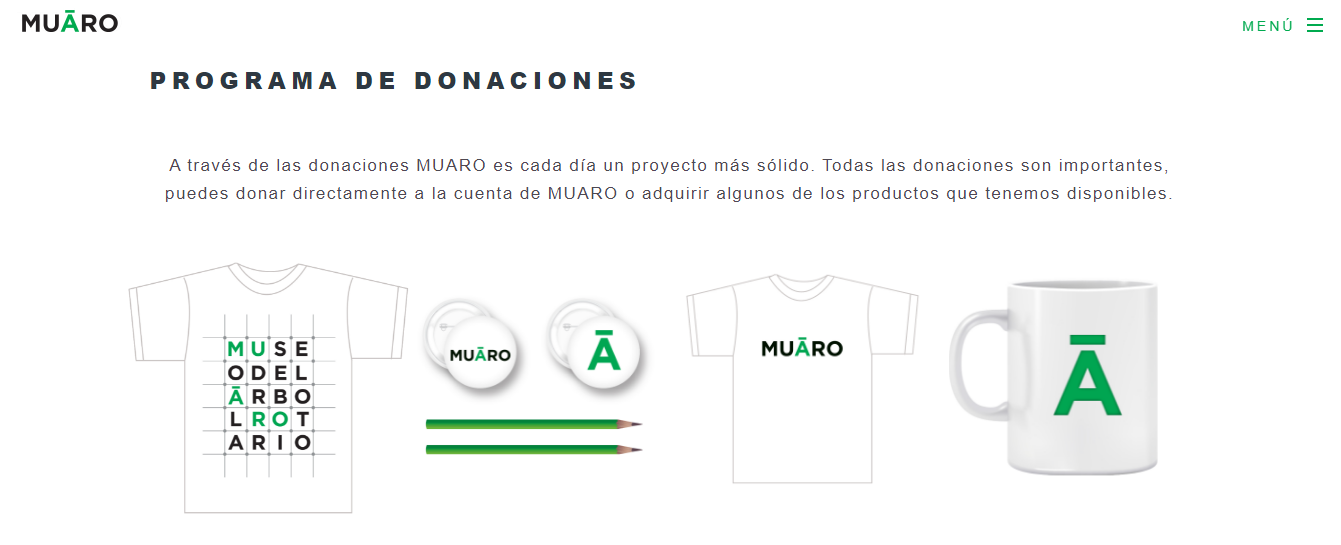 MUĀRO
MENÚ
PROGRAMA DE DONACIONES
A través de las donaciones MUARO es cada día un proyecto más sólido. Todas las donaciones son importantes,
puedes donar directamente a la cuenta de MUARO o adquirir algunos de los productos que tenemos disponibles.
MUSE
ODEL
ĀRBO
LROT
ARIO
MUĀRO
Ā
MUĀRO
Ā